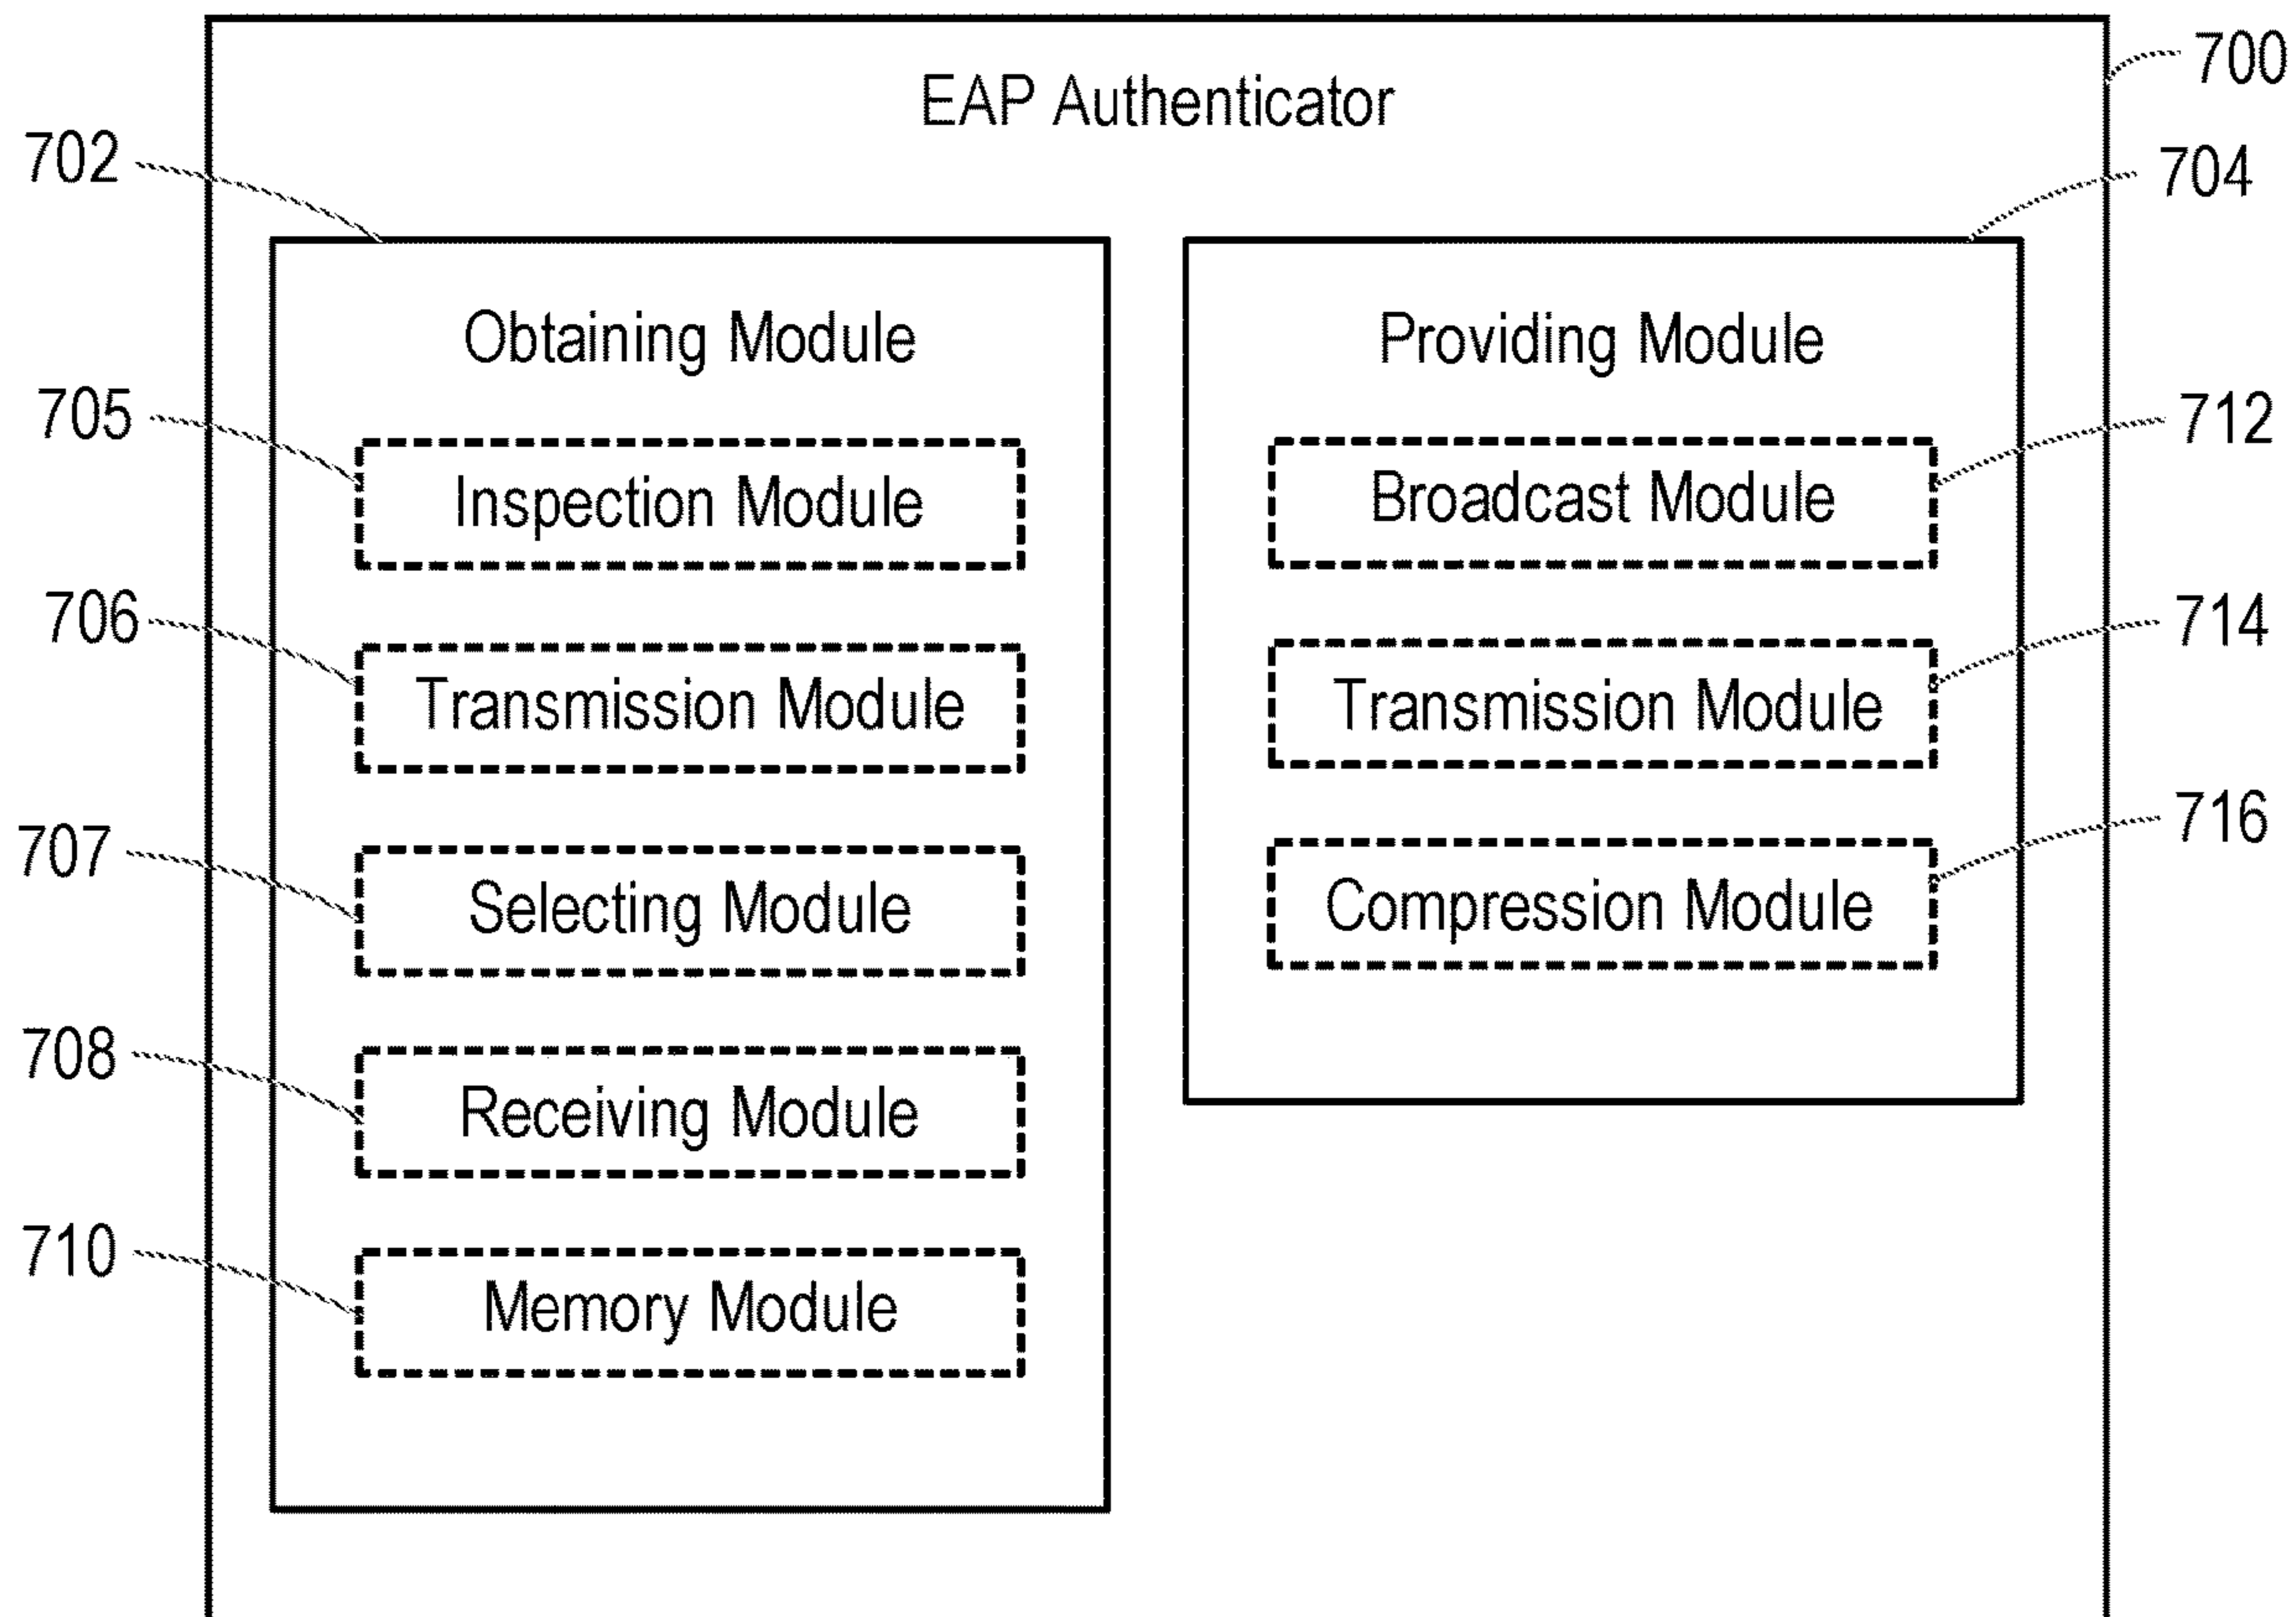 EAP Authenticator
700
702
704
Obtaining Module
Providing Module
705
Inspection Module
712
Broadcast Module
706
Transmission Module
714
Transmission Module
707
Selecting Module
716
Compression Module
708
Receiving Module
710
Memory Module